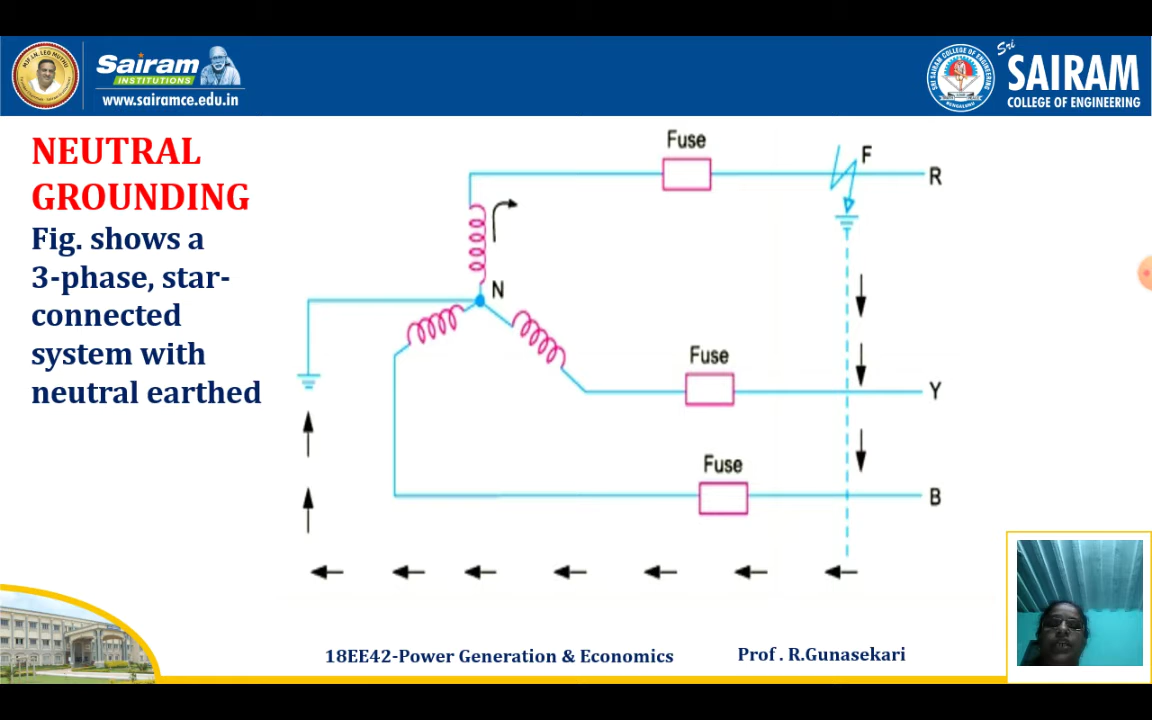 Sairam
INSTITUTIONS
www.sairamce.edu.in
Sri
SAIRAM
COLLEGE OF ENGINEERING
NEUTRAL
GROUNDING
Fig. shows a
3-phase, star-
connected
system with
neutral earthed
Fuse
F
R
N
Fuse
Y
Fuse
B
18EE42-Power Generation & Economics
Prof . R.Gunasekari